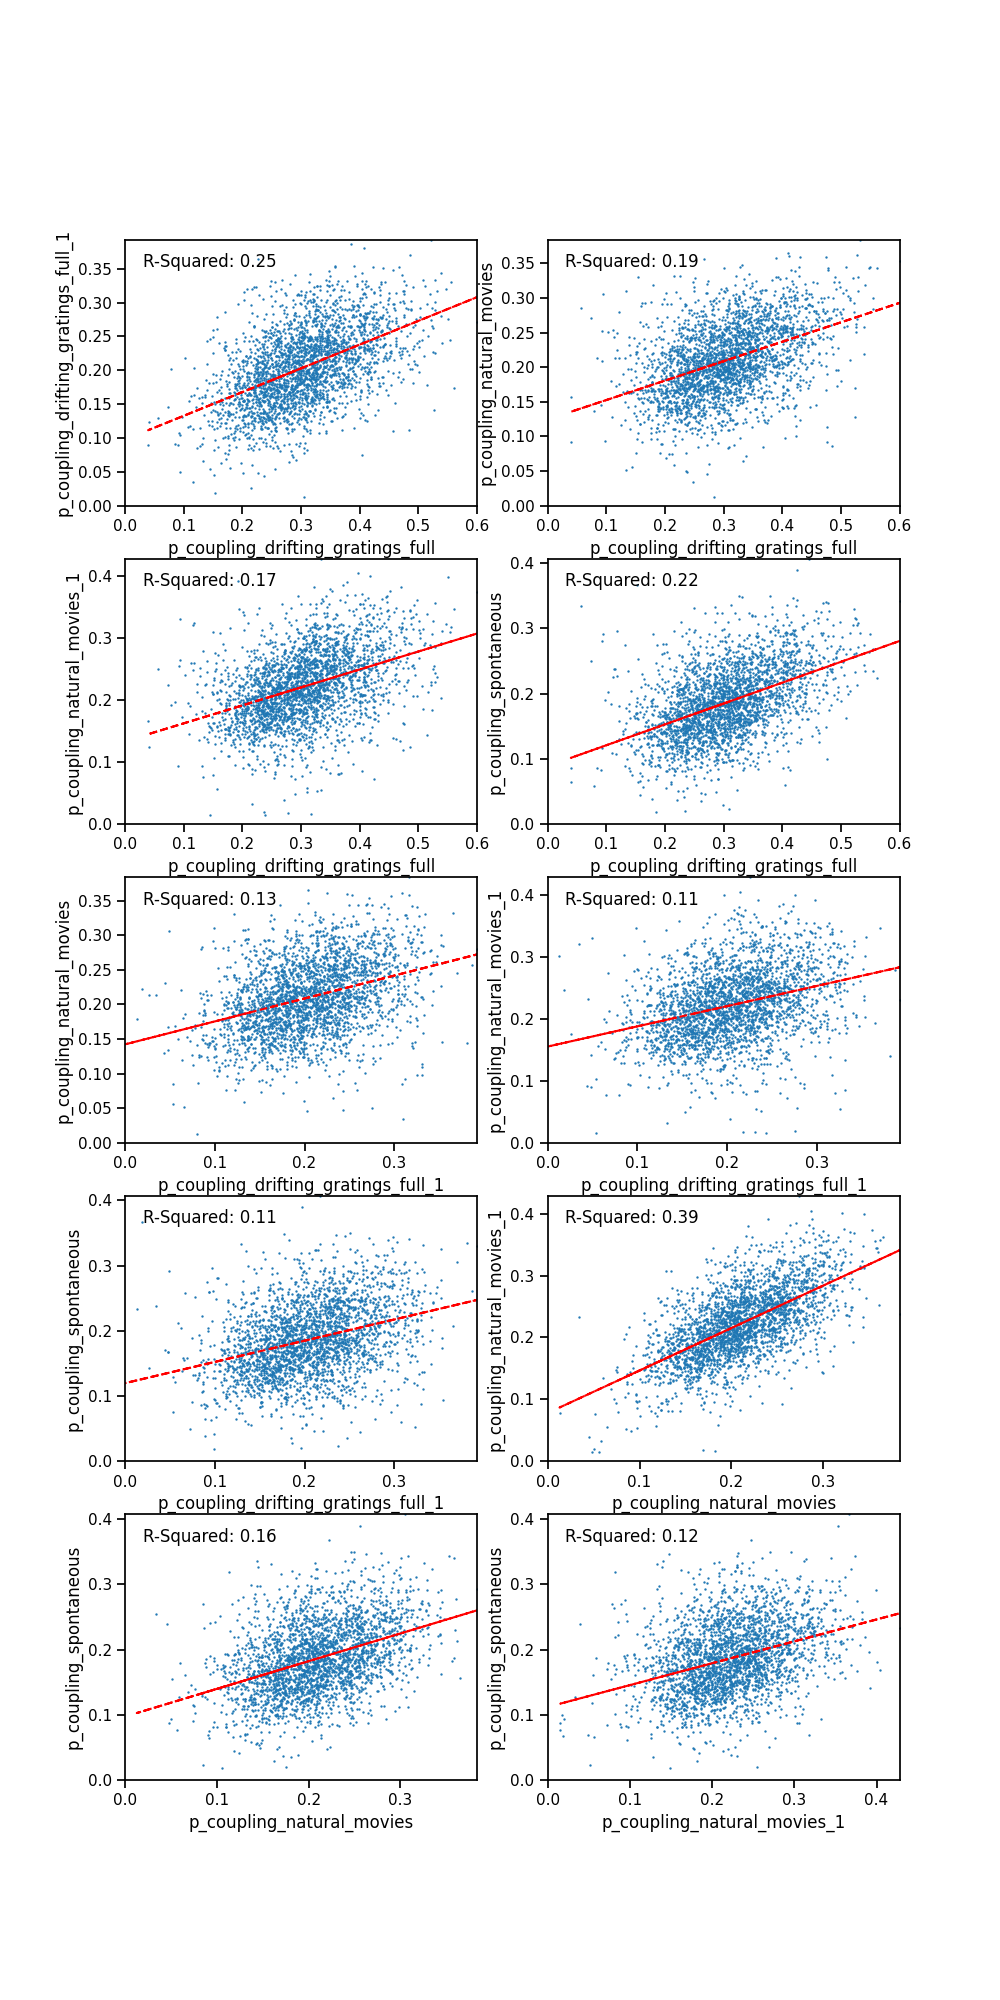 p_coupling_drifting_gratings_full_1
0.35
0.30
0.25
0.20
0.15
0.10
0.05
0.00
R-Squared: 0.25
0.0 0.1 0.2 0.3 0.4 0.5 0.6
p_coupling_drifting_gratings_full
p_coupling_natural_movies
0.35
0.30
0.25
0.20
0.15
0.10
0.05
0.00
R-Squared: 0.19
0.0 0.1 0.2 0.3 0.4 0.5 0.6
p_coupling_drifting_gratings_full
p_coupling_natural_movies_1
0.4
0.3
0.2
0.1
0.0
R-Squared: 0.17
0.0 0.1 0.2 0.3 0.4 0.5 0.6
p_coupling_drifting_gratings_full
p_coupling_spontaneous
0.4
0.3
0.2
0.1
0.0
R-Squared: 0.22
0.0 0.1 0.2 0.3 0.4 0.5 0.6
p_coupling_drifting_gratings_full
p_coupling_natural_movies
0.35
0.30
0.25
0.20
0.15
0.10
0.05
0.00
R-Squared: 0.13
0.0 0.1 0.2 0.3
p_coupling_drifting_gratings_full_1
p_coupling_natural_movies_1
0.4
0.3
0.2
0.1
0.0
R-Squared: 0.11
0.0 0.1 0.2 0.3
p_coupling_drifting_gratings_full_1
p_coupling_spontaneous
0.4
0.3
0.2
0.1
0.0
R-Squared: 0.11
0.0 0.1 0.2 0.3
p_coupling_drifting_gratings_full_1
p_coupling_natural_movies_1
0.4
0.3
0.2
0.1
0.0
R-Squared: 0.39
0.0 0.1 0.2 0.3
p_coupling_natural_movies
p_coupling_spontaneous
0.4
0.3
0.2
0.1
0.0
R-Squared: 0.16
0.0 0.1 0.2 0.3
p_coupling_natural_movies
p_coupling_spontaneous
0.4
0.3
0.2
0.1
0.0
R-Squared: 0.12
0.0 0.1 0.2 0.3 0.4
p_coupling_natural_movies_1